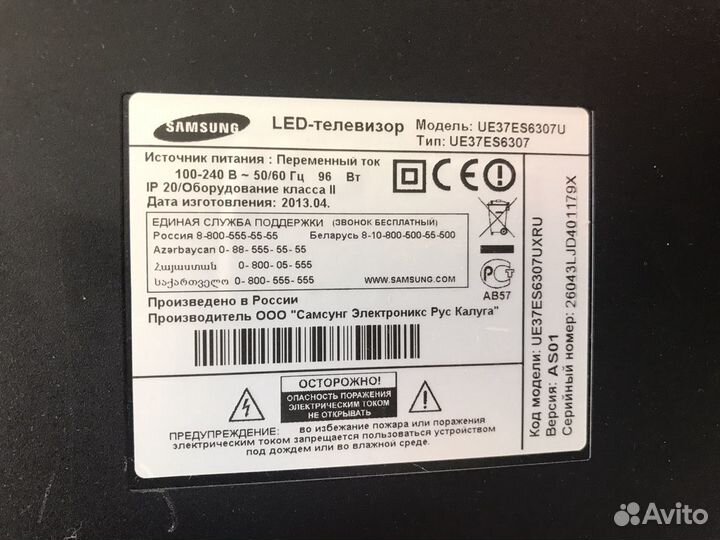 SAMSUNG
LED-телевизор
Модель: UE37ES6307U
Тип: UE37ES6307
Источник питания : Переменный ток
100-240 В ~ 50/60 Гц 96 Вт
IP 20/Оборудование класса II
Дата изготовления: 2013.04.
ЕДИНАЯ СЛУЖБА ПОДДЕРЖКИ (ЗВОНОК БЕСПЛАТНЫЙ)
Россия 8-800-555-55-55 Беларусь 8-10-800-500-55-500
Azərbaycan 0-88-555-55-55
Հայաստան 0-800-05-555
საქართველო 0-800-555-555
WWW.SAMSUNG.COM
CE
АВ57
Произведено в России
Производитель ООО "Самсунг Электроникс Рус Калуга"
ОСТОРОЖНО!
ОПАСНОСТЬ ПОРАЖЕНИЯ
ЭЛЕКТРИЧЕСКИМ ТОКОМ
НЕ ОТКРЫВАТЬ
ПРЕДУПРЕЖДЕНИЕ: во избежание пожара или поражения
электрическим током запрещается пользоваться устройством
под дождем или во влажной среде.
Код модели: UE37ES6307UXRU
Версия: AS01
Серийный номер: 26043LJD401179X
Avito